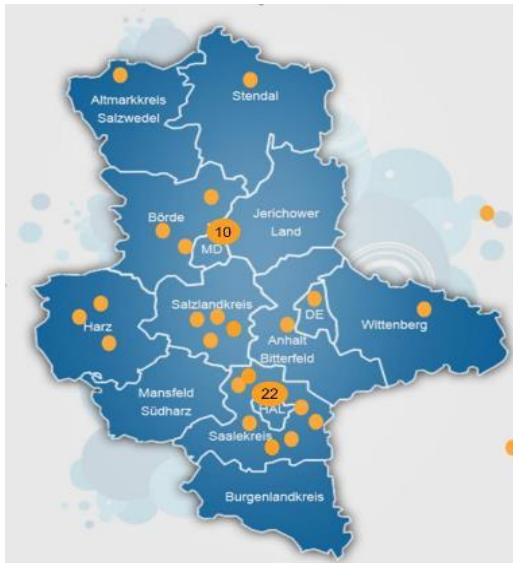 Altmarkkreis
Salzwedel
Stendal
Börde
10
MD
Jerichower
Land
Harz
Salzlandkreis
DE
Wittenberg
Anhalt
Bitterfeld
Mansfeld
Südharz
22
HAL
Saalekreis
Burgenlandkreis